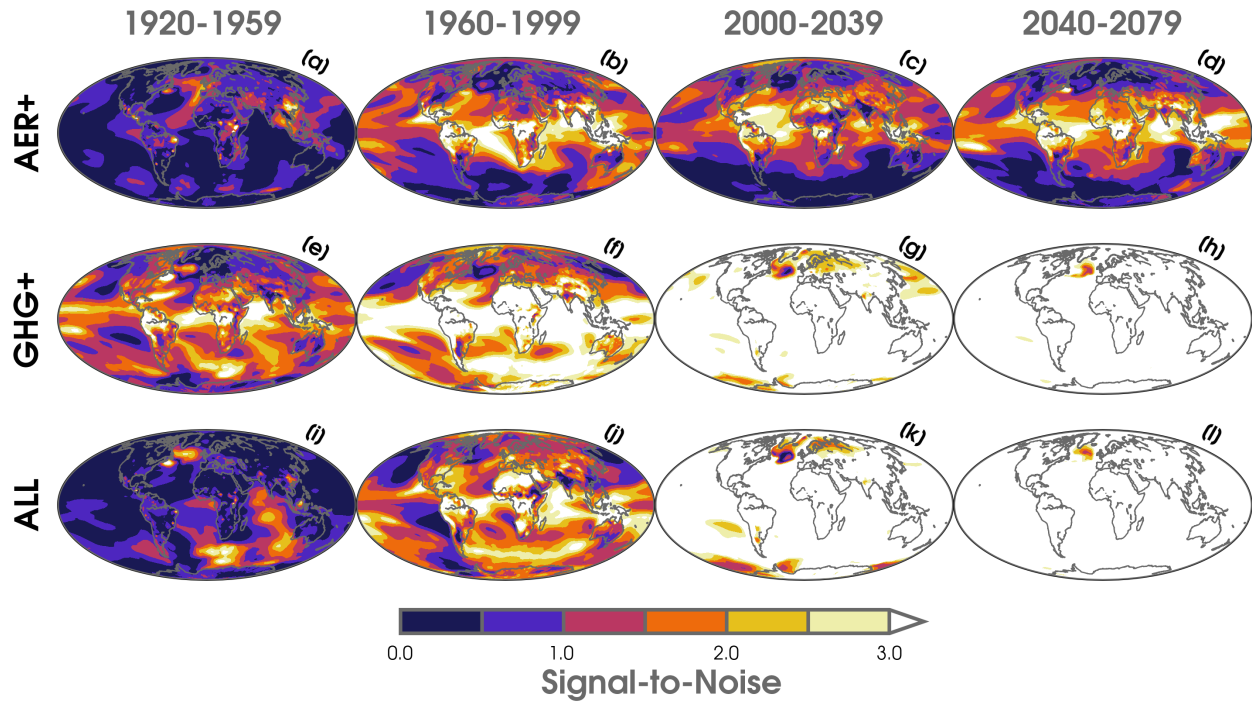 1920-1959 1960-1999 2000-2039 2040-2079
AER+ (a) (b) (c) (d)
GHG+ (e) (f) (g) (h)
ALL (i) (j) (k) (l)
0.0 1.0 2.0 3.0
Signal-to-Noise